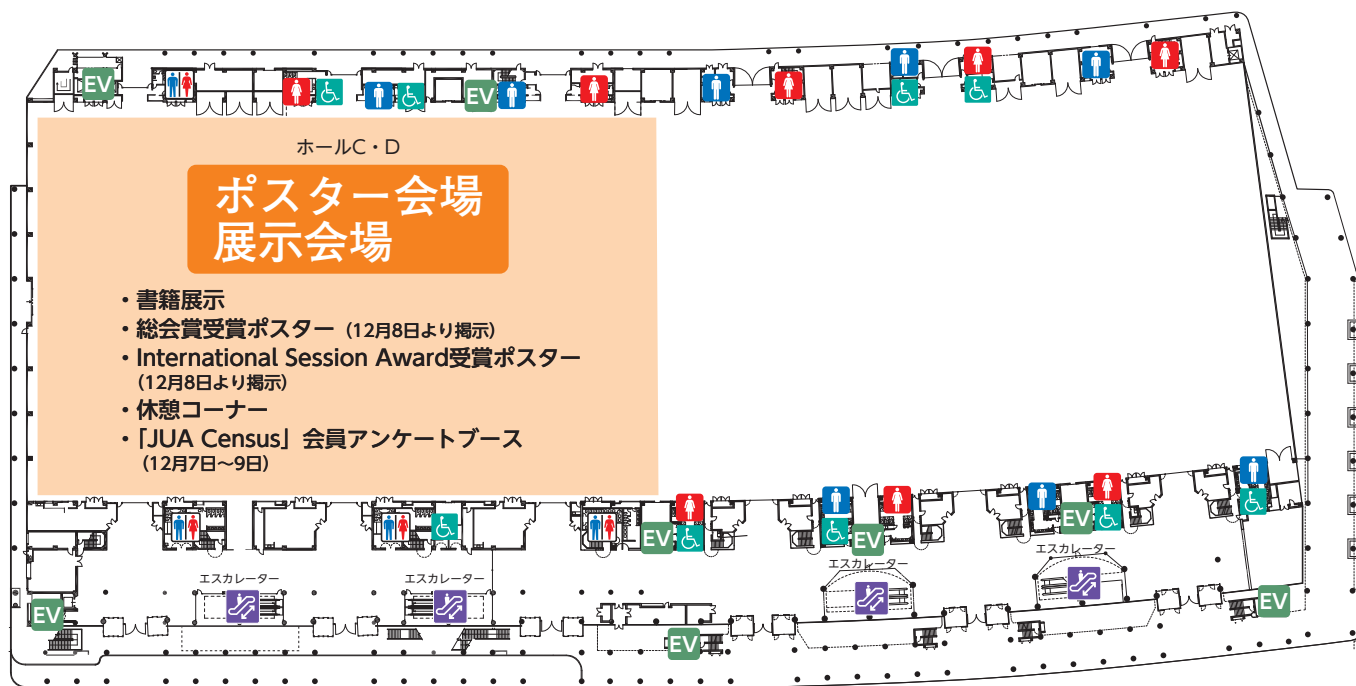 EV
EV
ホールC・D
ポスター会場
展示会場
・書籍展示
・総会賞受賞ポスター（12月8日より掲示）
・International Session Award受賞ポスター
（12月8日より掲示）
・休憩コーナー
・「JUA Census」会員アンケートブース
（12月7日～9日）
EV
EV
EV
エスカレーター
エスカレーター
エスカレーター
エスカレーター
EV
EV
EV